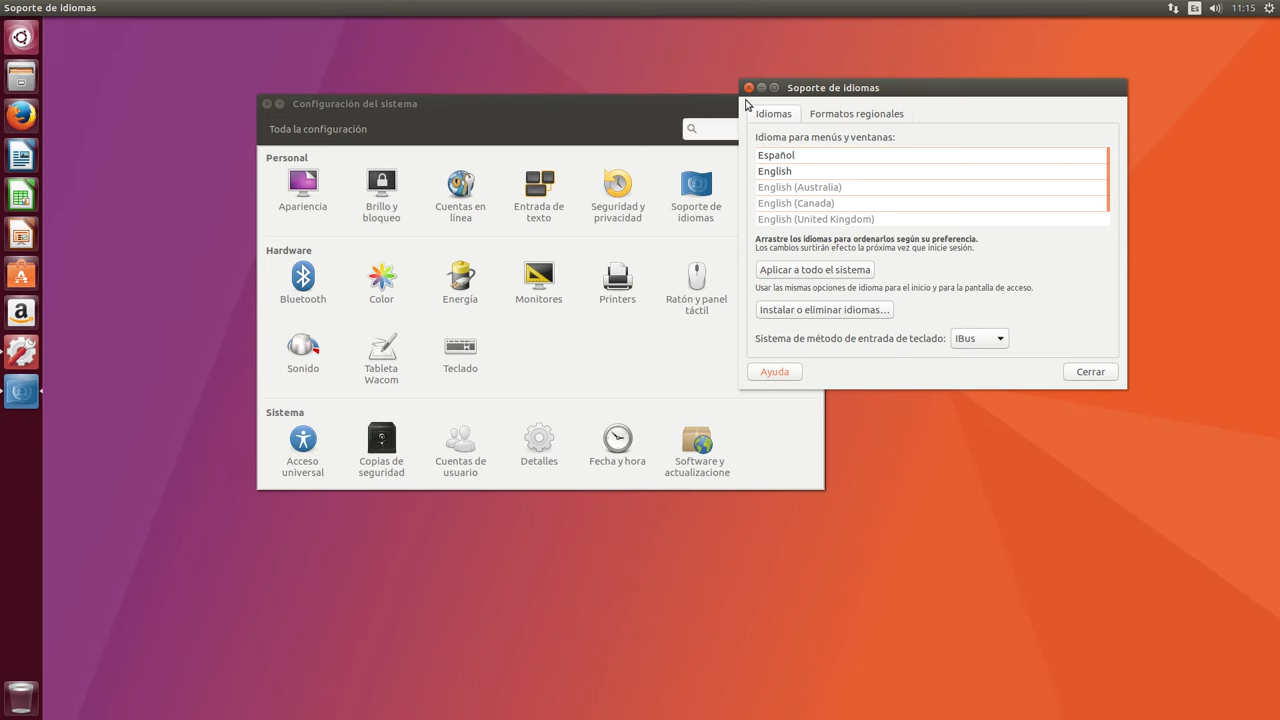 Soporte de idiomas
Es
11:15
Configuración del sistema
Toda la configuración
Personal
Apariencia
Brillo y
bloqueo
Cuentas en
línea
Entrada de
texto
Seguridad y
privacidad
Soporte de
idiomas
Hardware
Bluetooth
Color
Energía
Monitores
Printers
Ratón y panel
táctil
Sonido
Tableta
Wacom
Teclado
Sistema
Acceso
universal
Copias de
seguridad
Cuentas de
usuario
Detalles
Fecha y hora
Software y
actualizacione
Soporte de idiomas
Idiomas
Formatos regionales
Idioma para menús y ventanas:
Español
English
English (Australia)
English (Canada)
English (United Kingdom)
Arrastre los idiomas para ordenarlos según su preferencia.
Los cambios surtirán efecto la próxima vez que inicie sesión.
Aplicar a todo el sistema
Usar las mismas opciones de idioma para el inicio y para la pantalla de acceso.
Instalar o eliminar idiomas...
Sistema de método de entrada de teclado:
IBus
Ayuda
Cerrar